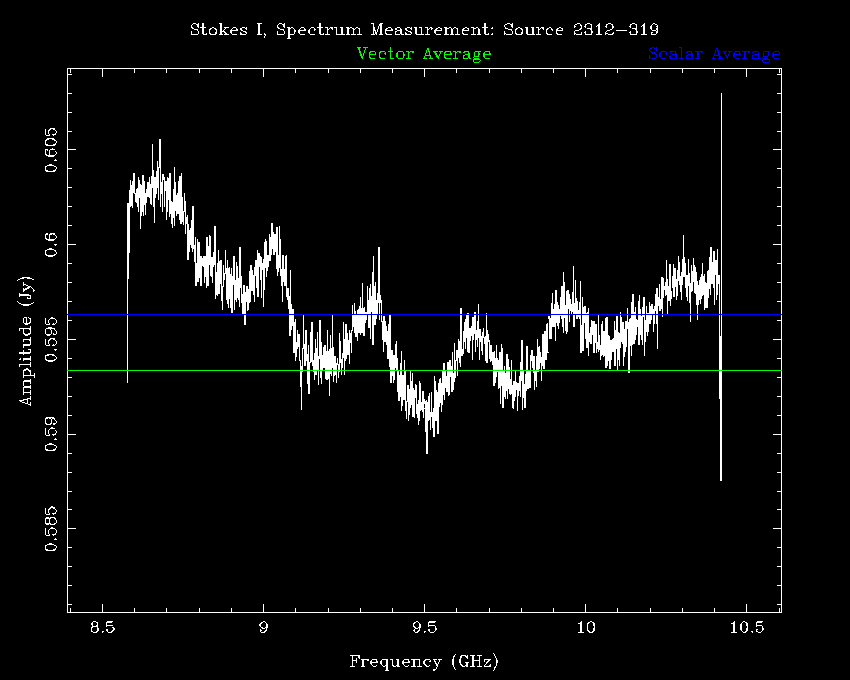 Stokes I, Spectrum Measurement: Source 2312−319
Vector Average Scalar Average
0.605
0.6
0.595
0.59
0.585
Amplitude (Jy)
8.5 9 9.5 10 10.5
Frequency (GHz)